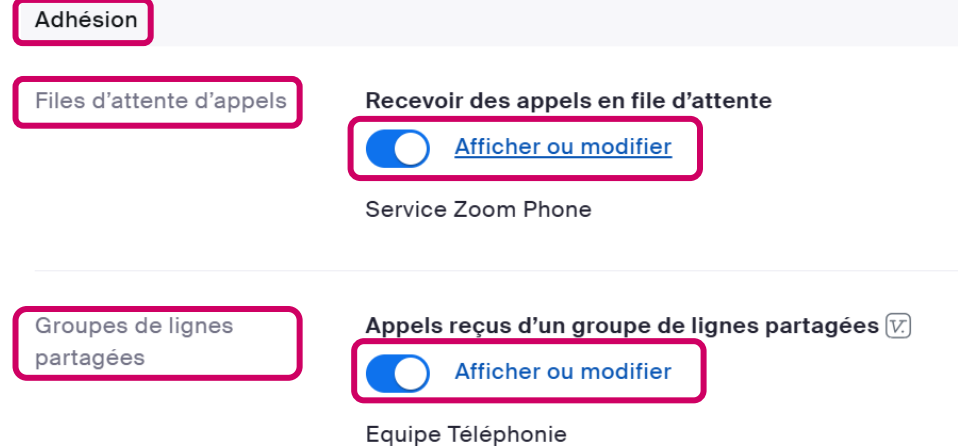 Adhésion
Files d’attente d’appels
Recevoir des appels en file d’attente
Afficher ou modifier
Service Zoom Phone
Groupes de lignes
partagées
Appels reçus d’un groupe de lignes partagées V.
Afficher ou modifier
Equipe Téléphonie